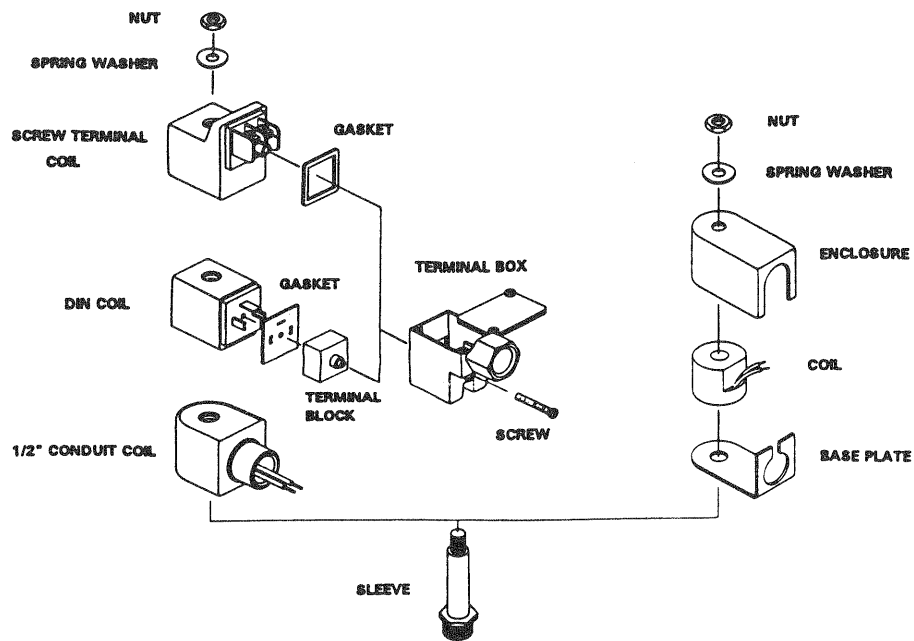 NUT
SPRING WASHER
SCREW TERMINAL
COIL
GASKET
DIN COIL
GASKET
TERMINAL
BLOCK
TERMINAL BOX
SCREW
1/2" CONDUIT COIL
SLEEVE
NUT
SPRING WASHER
ENCLOSURE
COIL
BASE PLATE